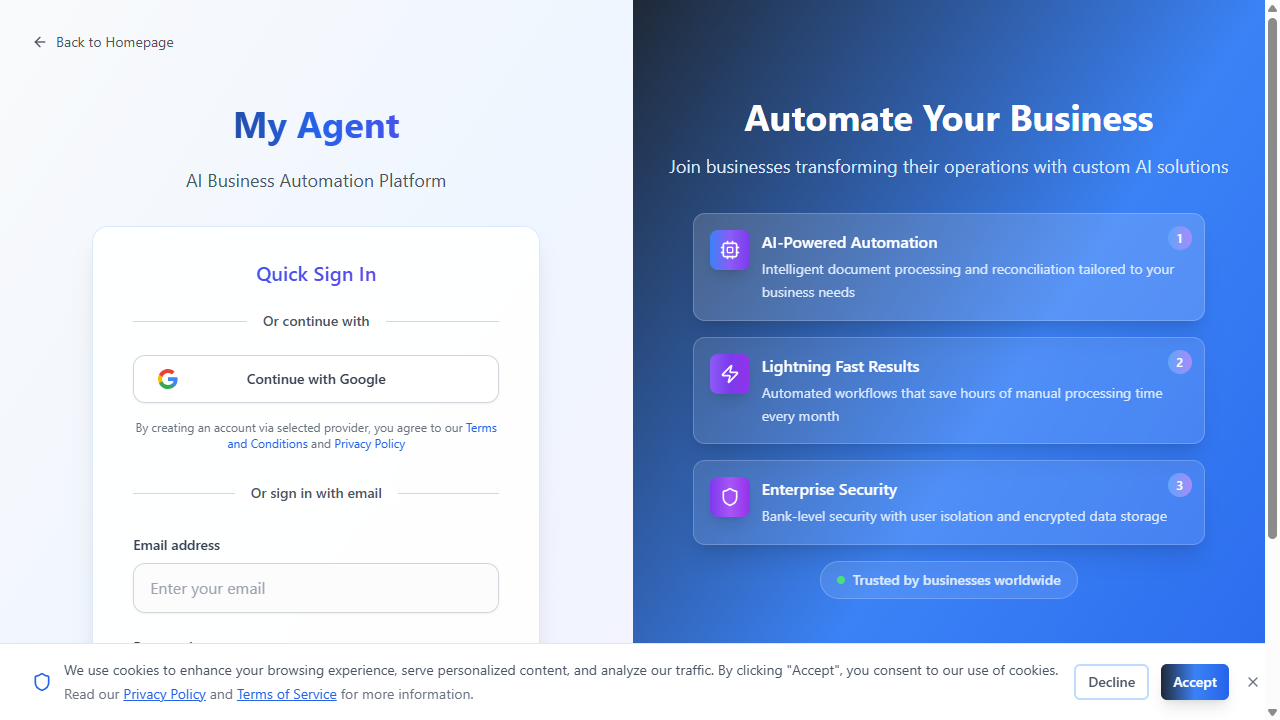 Back to Homepage
My Agent
AI Business Automation Platform
Quick Sign In
Or continue with
Continue with Google
By creating an account via selected provider, you agree to our Terms
and Conditions and Privacy Policy
Or sign in with email
Email address
Enter your email
Automate Your Business
Join businesses transforming their operations with custom AI solutions
AI-Powered Automation
1
Intelligent document processing and reconciliation tailored to your
business needs
Lightning Fast Results
2
Automated workflows that save hours of manual processing time
every month
Enterprise Security
3
Bank-level security with user isolation and encrypted data storage
Trusted by businesses worldwide
We use cookies to enhance your browsing experience, serve personalized content, and analyze our traffic. By clicking "Accept", you consent to our use of cookies.
Read our Privacy Policy and Terms of Service for more information.
Decline
Accept